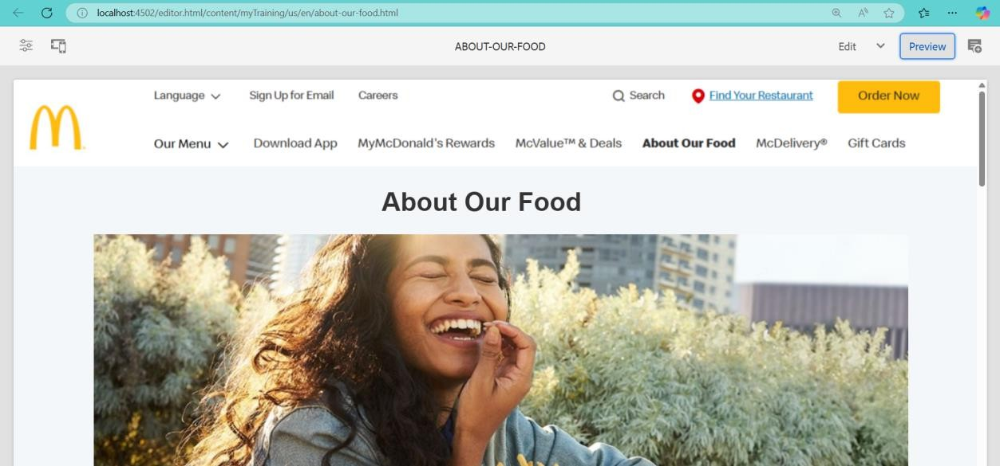 localhost:4502/editor.html/content/myTraining/us/en/about-our-food.html
ABOUT-OUR-FOOD Edit Preview
Language Sign Up for Email Careers Search Find Your Restaurant Order Now
Our Menu Download App MyMcDonald's Rewards McValue™ & Deals About Our Food McDelivery® Gift Cards
About Our Food